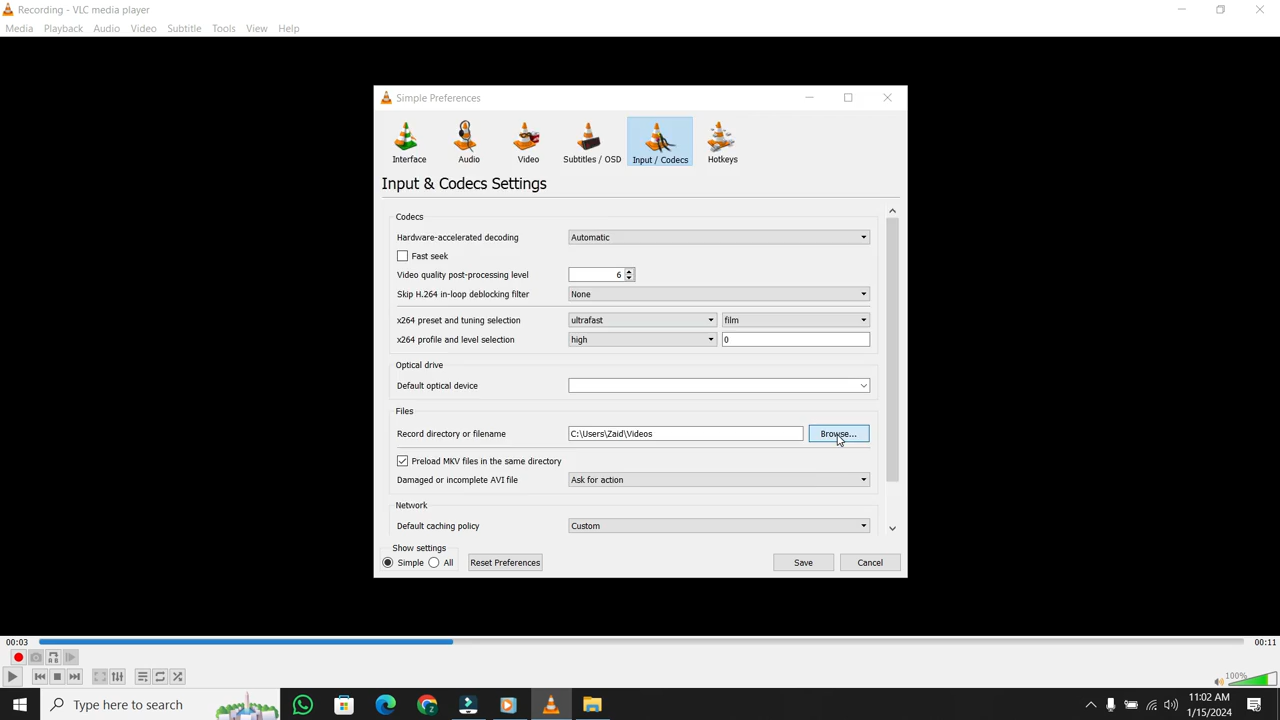 Recording - VLC media player
Media Playback Audio Video Subtitle Tools View Help
Simple Preferences
Interface Audio Video Subtitles / OSD Input / Codecs Hotkeys
Input & Codecs Settings
Codecs
Hardware-accelerated decoding Automatic
Fast seek
Video quality post-processing level 6
Skip H.264 in-loop deblocking filter None
x264 preset and tuning selection ultrafast film
x264 profile and level selection high 0
Optical drive
Default optical device
Files
Record directory or filename C:\Users\Zaid\Videos Browse...
Preload MKV files in the same directory
Damaged or incomplete AVI file Ask for action
Network
Default caching policy Custom
Show settings
Simple All Reset Preferences Save Cancel
00:03 00:11
100%
Type here to search
11:02 AM
1/15/2024